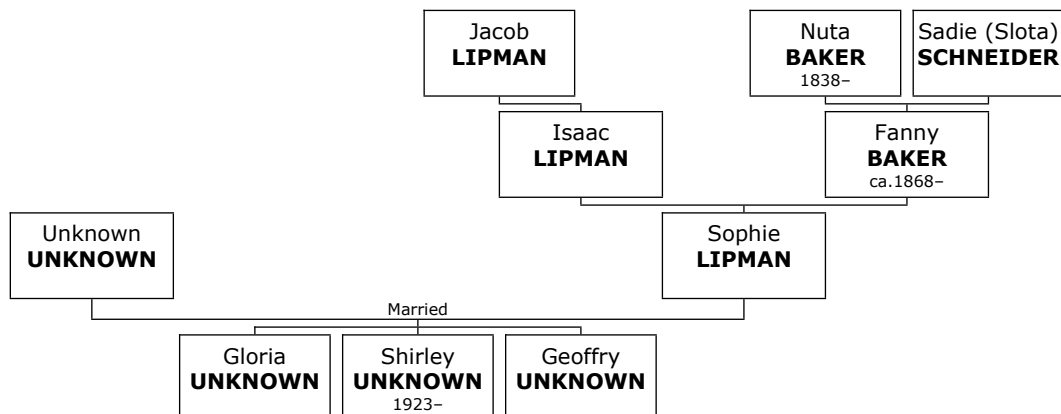 Jacob
LIPMAN
Nuta
BAKER
1838–
Sadie (Slota)
SCHNEIDER
Isaac
LIPMAN
Fanny
BAKER
ca.1868–
Unknown
UNKNOWN
Sophie
LIPMAN
Married
Gloria
UNKNOWN
Shirley
UNKNOWN
1923–
Geoffry
UNKNOWN